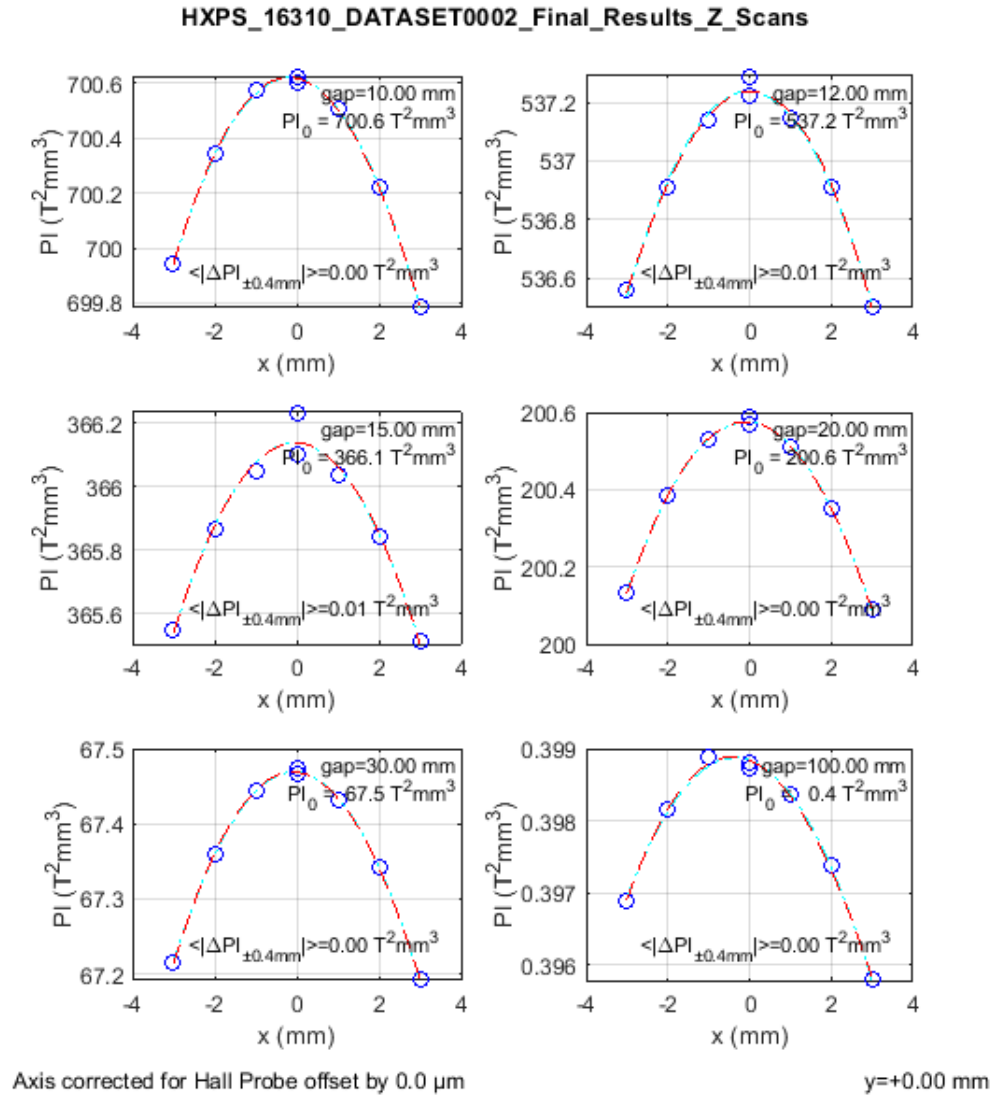 HXPS_16310_DATASET0002_Final_Results_Z_Scans
PI (T²mm³)
700.6
700.4
700.2
700
699.8
gap=10.00 mm
PI₀ = 700.6 T²mm³
<|ΔPI±0.4mm|>=0.00 T²mm³
-4 -2 0 2 4
x (mm)
PI (T²mm³)
537.2
537
536.8
536.6
gap=12.00 mm
PI₀ = 537.2 T²mm³
<|ΔPI±0.4mm|>=0.01 T²mm³
-4 -2 0 2 4
x (mm)
PI (T²mm³)
366.2
366
365.8
365.6
gap=15.00 mm
PI₀ = 366.1 T²mm³
<|ΔPI±0.4mm|>=0.01 T²mm³
-4 -2 0 2 4
x (mm)
PI (T²mm³)
200.6
200.4
200.2
200
gap=20.00 mm
PI₀ = 200.6 T²mm³
<|ΔPI±0.4mm|>=0.00 T²mm³
-4 -2 0 2 4
x (mm)
PI (T²mm³)
67.5
67.4
67.3
67.2
gap=30.00 mm
PI₀ = 67.5 T²mm³
<|ΔPI±0.4mm|>=0.00 T²mm³
-4 -2 0 2 4
x (mm)
PI (T²mm³)
0.399
0.398
0.397
0.396
gap=100.00 mm
PI₀ = 0.4 T²mm³
<|ΔPI±0.4mm|>=0.00 T²mm³
-4 -2 0 2 4
x (mm)
Axis corrected for Hall Probe offset by 0.0 µm
y=+0.00 mm